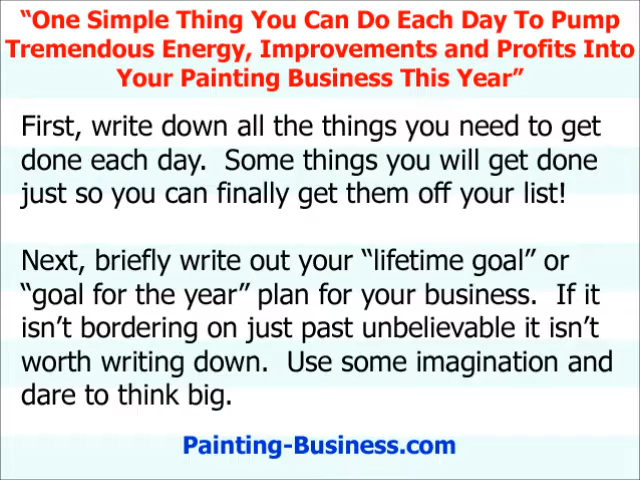 “One Simple Thing You Can Do Each Day To Pump
Tremendous Energy, Improvements and Profits Into
Your Painting Business This Year”
First, write down all the things you need to get
done each day.  Some things you will get done
just so you can finally get them off your list!
Next, briefly write out your “lifetime goal” or
“goal for the year” plan for your business.  If it
isn’t bordering on just past unbelievable it isn’t
worth writing down.  Use some imagination and
dare to think big.
Painting-Business.com